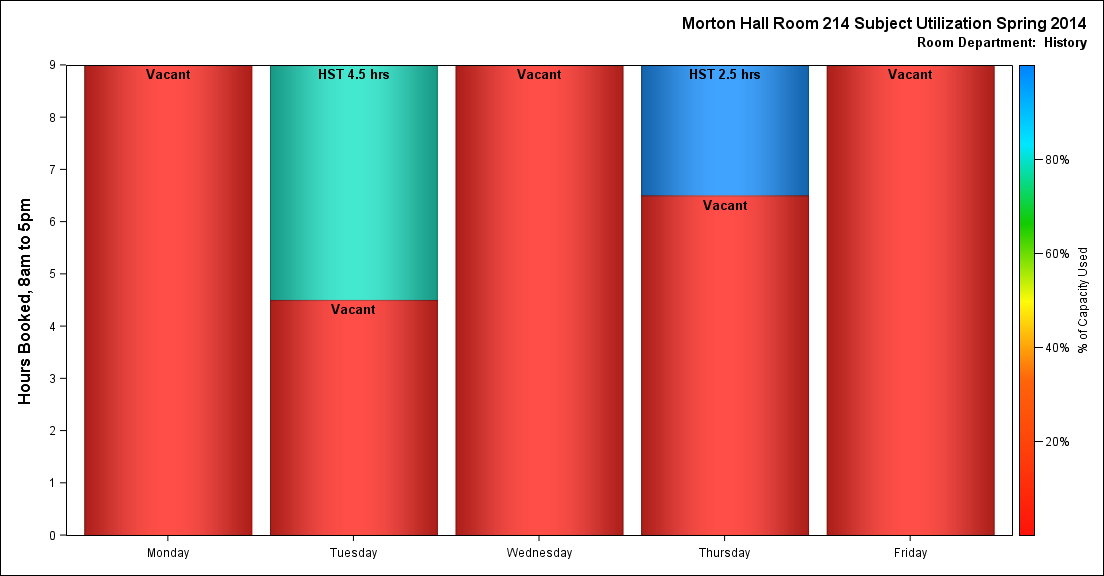 Morton Hall Room 214 Subject Utilization Spring 2014
Room Department:  History
Hours Booked, 8am to 5pm
9
8
7
6
5
4
3
2
1
0
Vacant
HST 4.5 hrs
Vacant
HST 2.5 hrs
Vacant
Vacant
Vacant
Monday
Tuesday
Wednesday
Thursday
Friday
80%
60%
40%
20%
% of Capacity Used